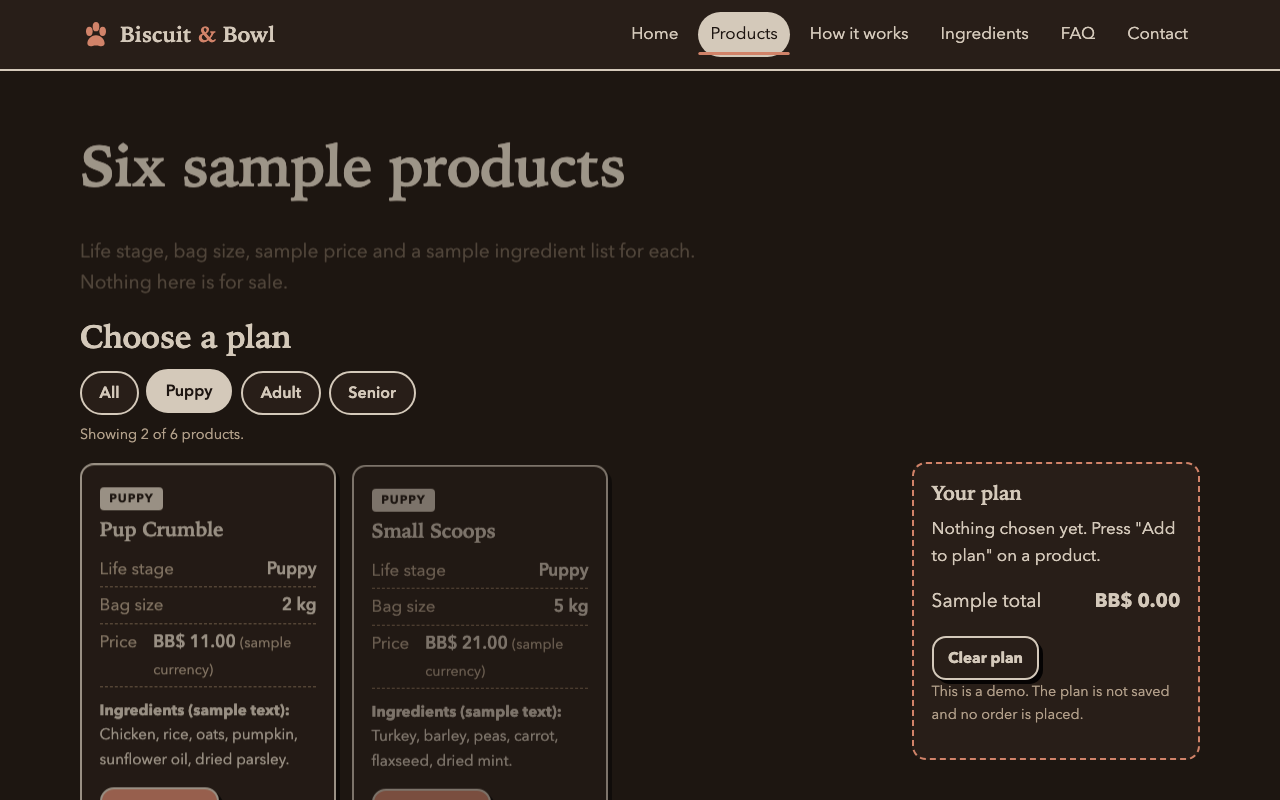 Biscuit & Bowl
Home Products How it works Ingredients FAQ Contact
Six sample products
Life stage, bag size, sample price and a sample ingredient list for each.
Nothing here is for sale.
Choose a plan
All Puppy Adult Senior
Showing 2 of 6 products.
PUPPY
Pup Crumble
Life stage Puppy
Bag size 2 kg
Price BB$ 11.00 (sample
currency)
Ingredients (sample text):
Chicken, rice, oats, pumpkin,
sunflower oil, dried parsley.
PUPPY
Small Scoops
Life stage Puppy
Bag size 5 kg
Price BB$ 21.00 (sample
currency)
Ingredients (sample text):
Turkey, barley, peas, carrot,
flaxseed, dried mint.
Your plan
Nothing chosen yet. Press "Add
to plan" on a product.
Sample total BB$ 0.00
Clear plan
This is a demo. The plan is not saved
and no order is placed.